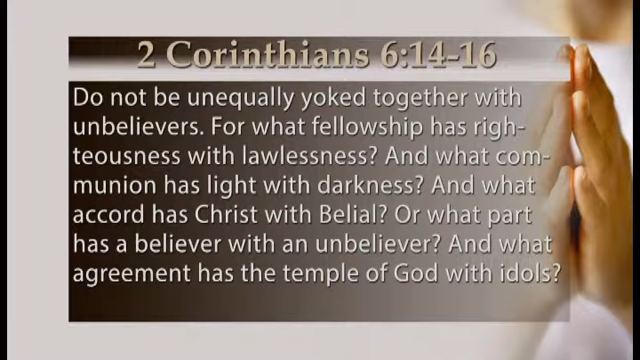 2 Corinthians 6:14-16
Do not be unequally yoked together with
unbelievers. For what fellowship has righ-
teousness with lawlessness? And what com-
munion has light with darkness? And what
accord has Christ with Belial? Or what part
has a believer with an unbeliever? And what
agreement has the temple of God with idols?